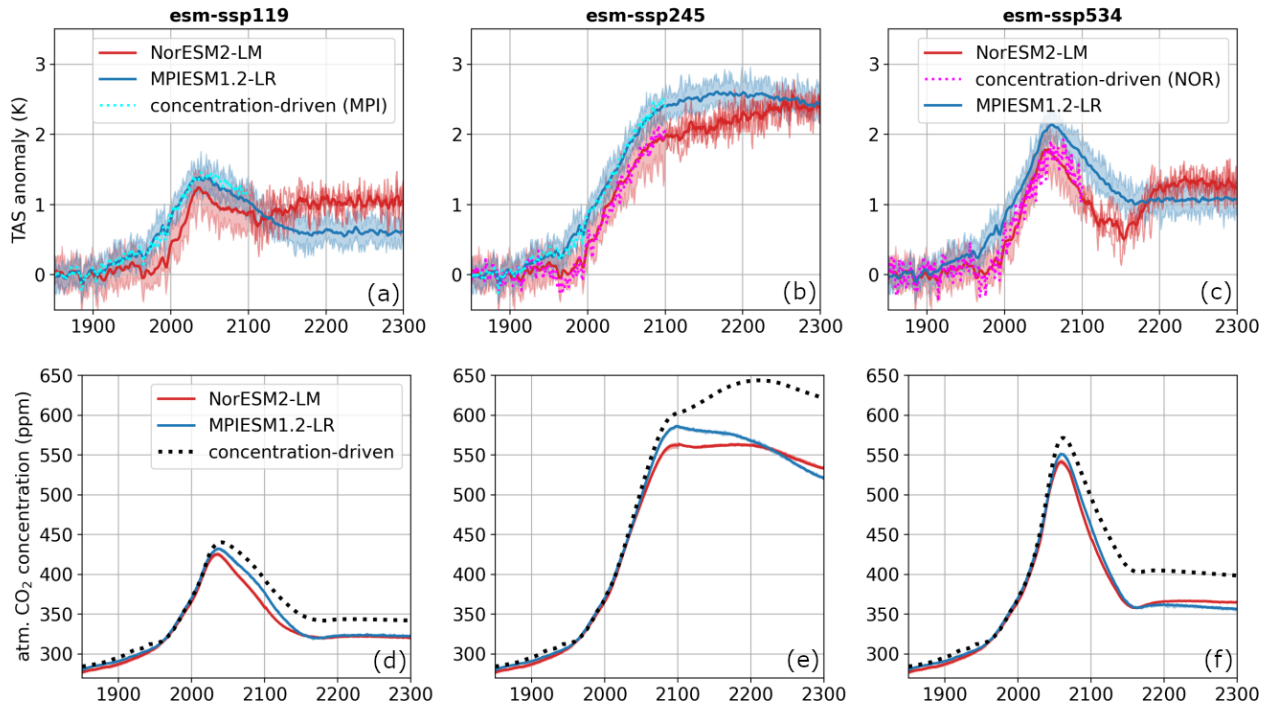 esm-ssp119
esm-ssp245
esm-ssp534
TAS anomaly (K)
3
2
1
0
NorESM2-LM
MPIESM1.2-LR
concentration-driven (MPI)
(a)
1900 2000 2100 2200 2300
3
2
1
0
(b)
1900 2000 2100 2200 2300
3
2
1
0
NorESM2-LM
concentration-driven (NOR)
MPIESM1.2-LR
(c)
1900 2000 2100 2200 2300
atm. CO2 concentration (ppm)
650
600
550
500
450
400
350
300
NorESM2-LM
MPIESM1.2-LR
concentration-driven
(d)
1900 2000 2100 2200 2300
650
600
550
500
450
400
350
300
(e)
1900 2000 2100 2200 2300
650
600
550
500
450
400
350
300
(f)
1900 2000 2100 2200 2300